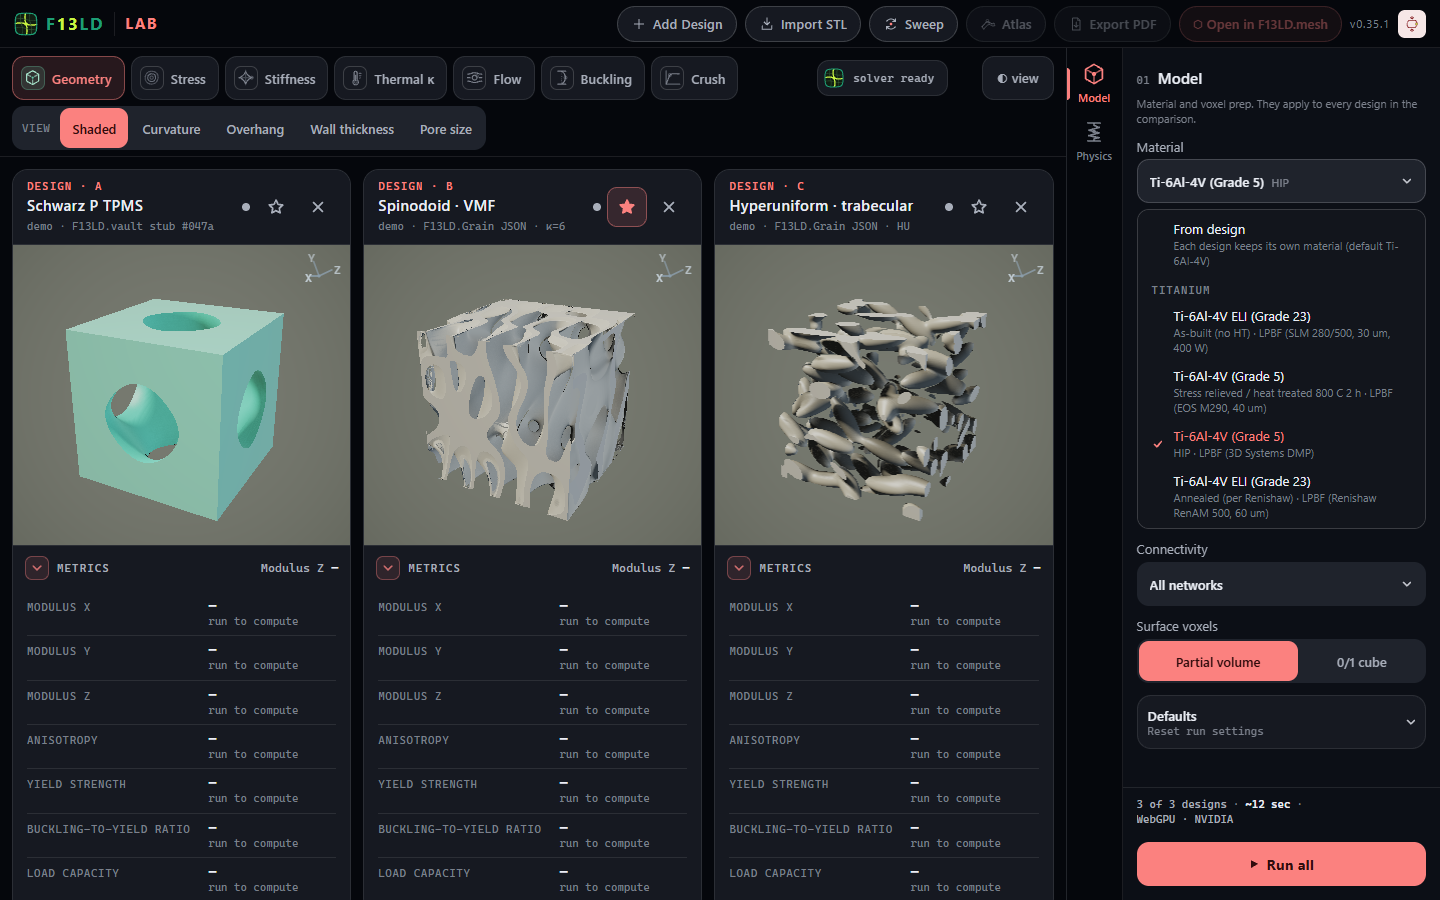 F13LD LAB
Add Design
Import STL
Sweep
Atlas
Export PDF
Open in F13LD.mesh
v0.35.1
Geometry
Stress
Stiffness
Thermal κ
Flow
Buckling
Crush
solver ready
view
VIEW
Shaded
Curvature
Overhang
Wall thickness
Pore size
DESIGN · A
Schwarz P TPMS
demo · F13LD.vault stub #047a
Y
X
Z
METRICS
Modulus Z —
MODULUS X —
run to compute
MODULUS Y —
run to compute
MODULUS Z —
run to compute
ANISOTROPY —
run to compute
YIELD STRENGTH —
run to compute
BUCKLING-TO-YIELD RATIO —
run to compute
LOAD CAPACITY —
run to compute
DESIGN · B
Spinodoid · VMF
demo · F13LD.Grain JSON · κ=6
Y
X
Z
METRICS
Modulus Z —
MODULUS X —
run to compute
MODULUS Y —
run to compute
MODULUS Z —
run to compute
ANISOTROPY —
run to compute
YIELD STRENGTH —
run to compute
BUCKLING-TO-YIELD RATIO —
run to compute
LOAD CAPACITY —
run to compute
DESIGN · C
Hyperuniform · trabecular
demo · F13LD.Grain JSON · HU
Y
X
Z
METRICS
Modulus Z —
MODULUS X —
run to compute
MODULUS Y —
run to compute
MODULUS Z —
run to compute
ANISOTROPY —
run to compute
YIELD STRENGTH —
run to compute
BUCKLING-TO-YIELD RATIO —
run to compute
LOAD CAPACITY —
run to compute
Model
Physics
01 Model
Material and voxel prep. They apply to every design in the
comparison.
Material
Ti-6Al-4V (Grade 5) HIP
From design
Each design keeps its own material (default Ti-
6Al-4V)
TITANIUM
Ti-6Al-4V ELI (Grade 23)
As-built (no HT) · LPBF (SLM 280/500, 30 um,
400 W)
Ti-6Al-4V (Grade 5)
Stress relieved / heat treated 800 C 2 h · LPBF
(EOS M290, 40 um)
Ti-6Al-4V (Grade 5)
HIP · LPBF (3D Systems DMP)
Ti-6Al-4V ELI (Grade 23)
Annealed (per Renishaw) · LPBF (Renishaw
RenAM 500, 60 um)
Connectivity
All networks
Surface voxels
Partial volume
0/1 cube
Defaults
Reset run settings
3 of 3 designs · ~12 sec ·
WebGPU · NVIDIA
Run all